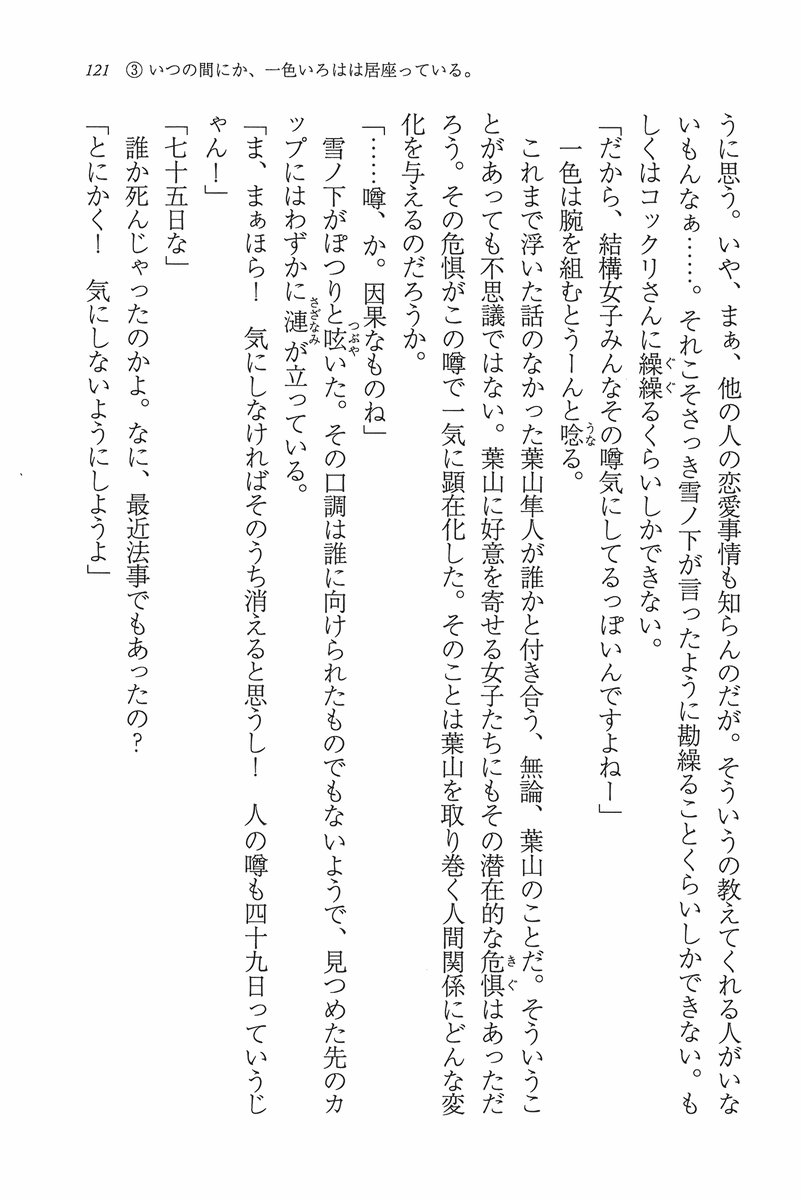 121　③ いつの間にか、一色いろはは居座っている。
うに思う。いや、まぁ、他の人の恋愛事情も知らんのだが。そういうの教えてくれる人がいな
いもんなぁ……。それこそさっき雪ノ下が言ったように勘繰ることくらいしかできない。も
しくはコックリさんに繰繰るくらいしかできない。
「だから、結構女子みんなその噂気にしてるっぽいんですよねー」
　一色は腕を組むとうーんと唸る。
　これまで浮いた話のなかった葉山隼人が誰かと付き合う、無論、葉山のことだ。そういうこ
とがあっても不思議ではない。葉山に好意を寄せる女子たちにもその潜在的な危惧はあっただ
ろう。その危惧がこの噂で一気に顕在化した。そのことは葉山を取り巻く人間関係にどんな変
化を与えるのだろうか。
「……噂、か。因果なものね」
　雪ノ下がぽつりと呟いた。その口調は誰に向けられたものでもないようで、見つめた先のカ
ップにはわずかに漣が立っている。
「ま、まぁほら！　気にしなければそのうち消えると思うし！　人の噂も四十九日っていうじ
ゃん！」
「七十五日な」
　誰か死んじゃったのかよ。なに、最近法事でもあったの？
「とにかく！　気にしないようにしようよ」